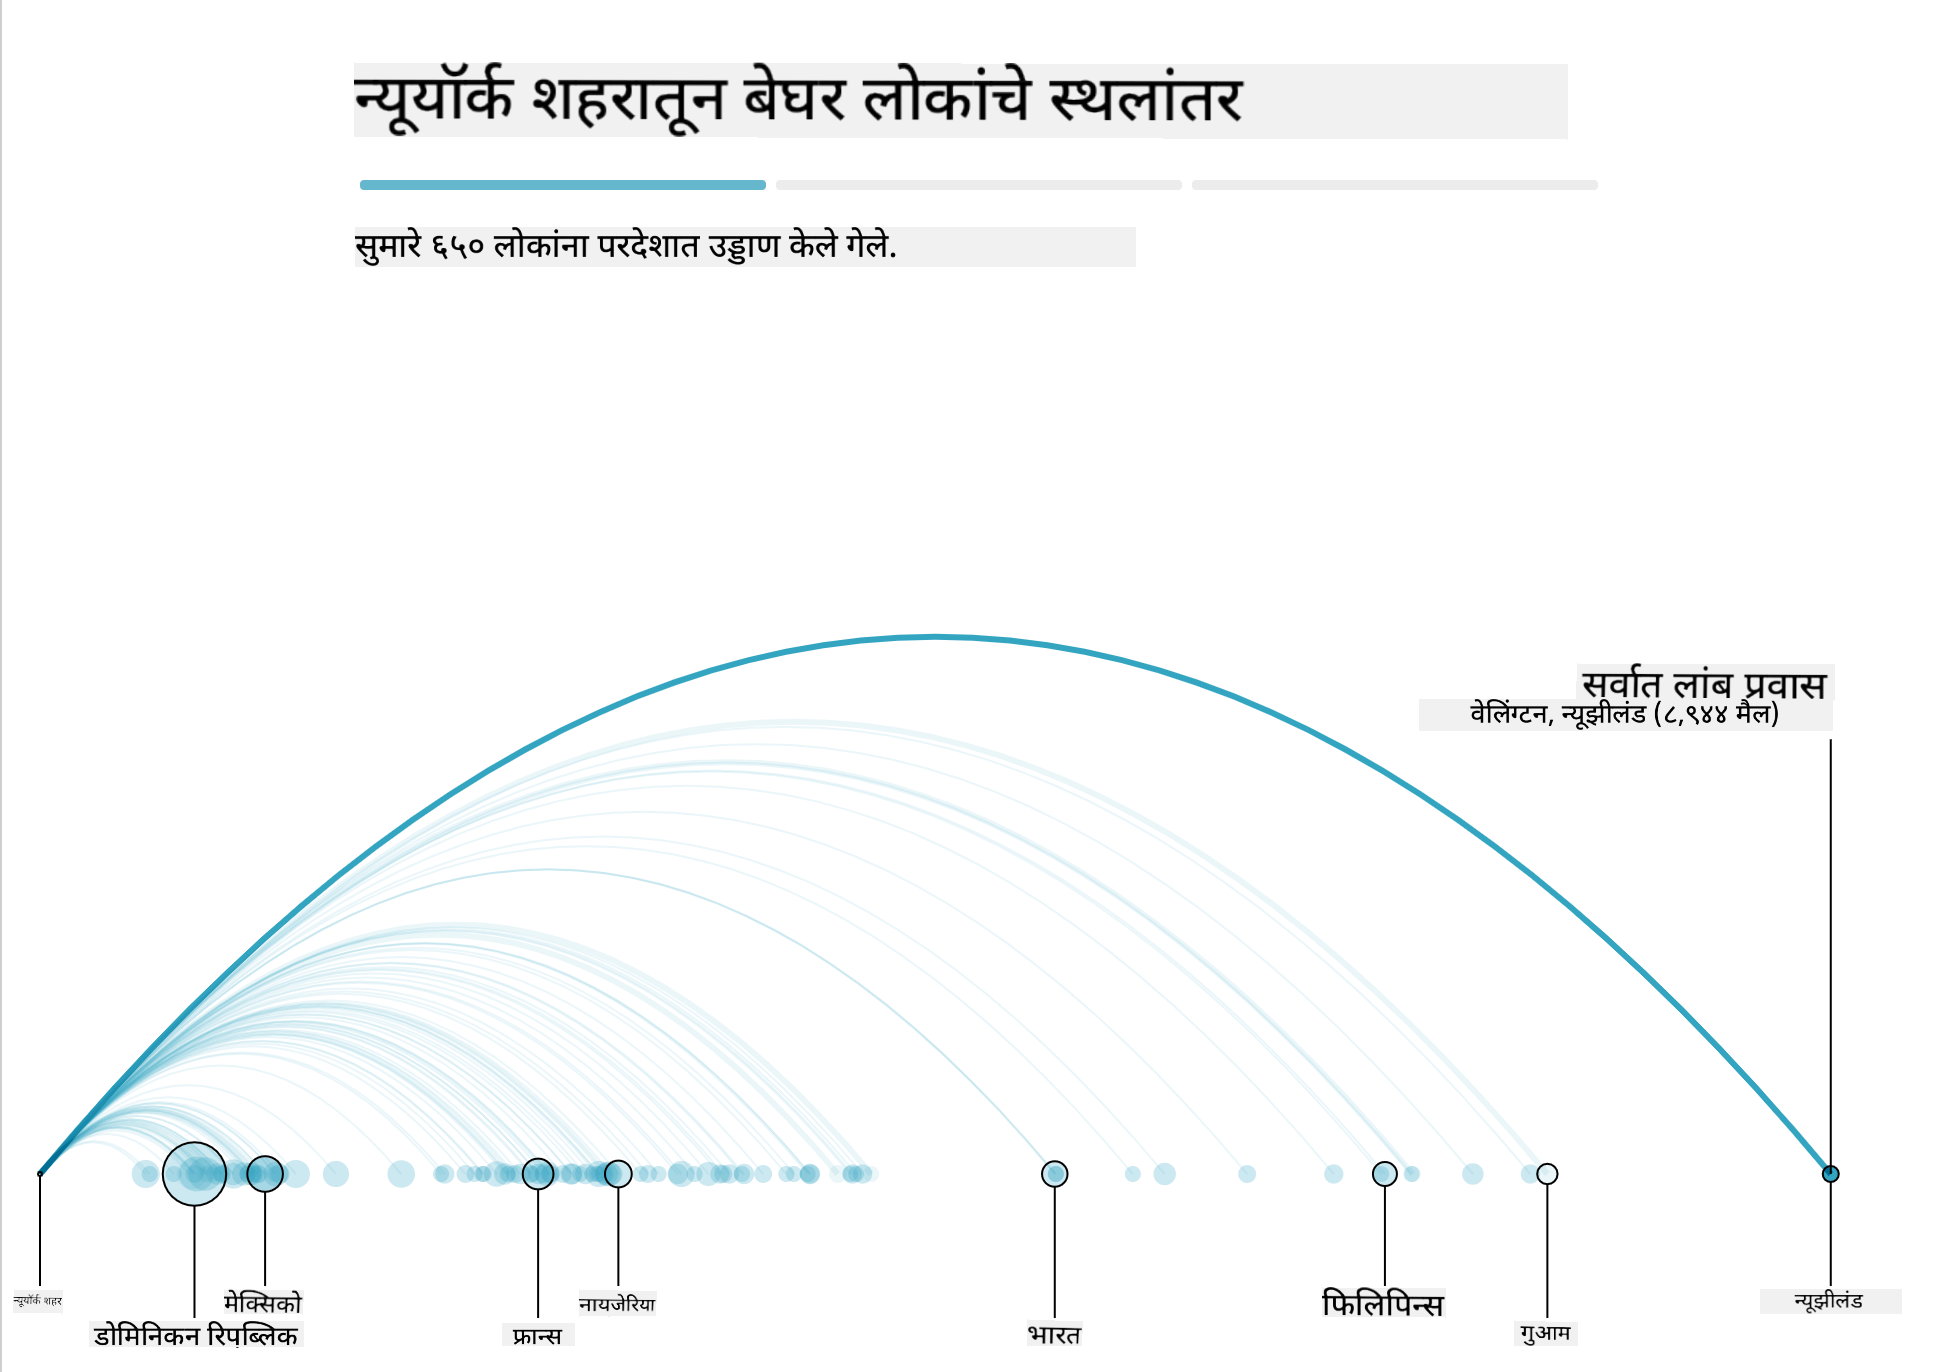 न्यूयॉर्क शहरातून बेघर लोकांचे स्थलांतर
सुमारे ६५० लोकांना परदेशात उड्डाण केले गेले.
सर्वात लांब प्रवास
वेलिंग्टन, न्यूझीलंड (८,९४४ मैल)
न्यूयॉर्क शहर
मेक्सिको
डोमिनिकन रिपब्लिक
फ्रान्स
नायजेरिया
भारत
फिलिपिन्स
गुआम
न्यूझीलंड